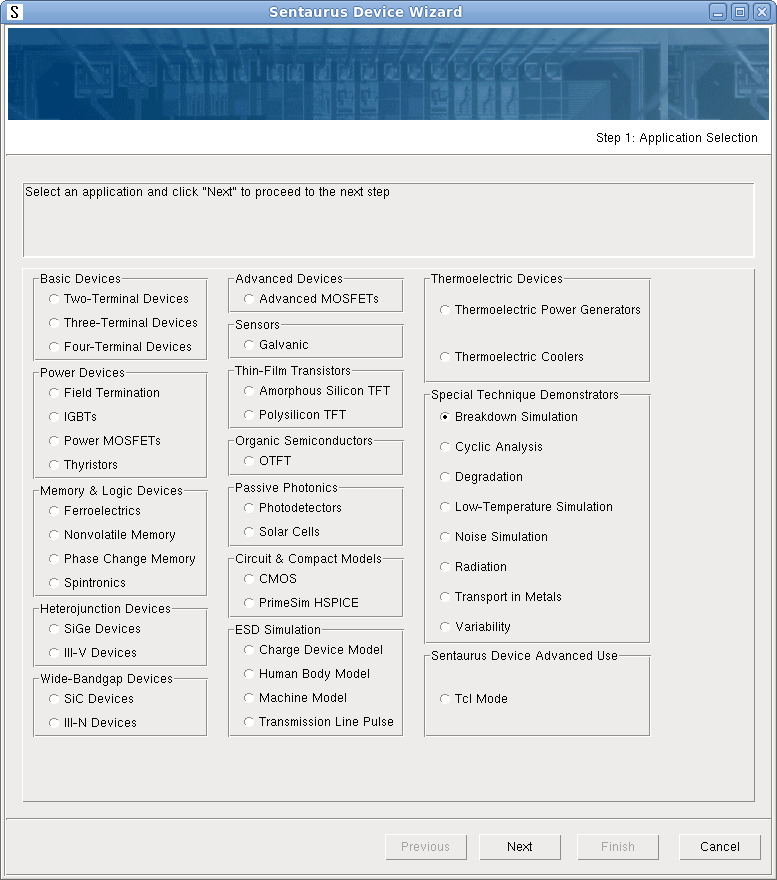 S
Sentaurus Device Wizard
Step 1: Application Selection
Select an application and click "Next" to proceed to the next step
Basic Devices
Two-Terminal Devices
Three-Terminal Devices
Four-Terminal Devices
Power Devices
Field Termination
IGBTs
Power MOSFETs
Thyristors
Memory & Logic Devices
Ferroelectrics
Nonvolatile Memory
Phase Change Memory
Spintronics
Heterojunction Devices
SiGe Devices
III-V Devices
Wide-Bandgap Devices
SiC Devices
III-N Devices
Advanced Devices
Advanced MOSFETs
Sensors
Galvanic
Thin-Film Transistors
Amorphous Silicon TFT
Polysilicon TFT
Organic Semiconductors
OTFT
Passive Photonics
Photodetectors
Solar Cells
Circuit & Compact Models
CMOS
PrimeSim HSPICE
ESD Simulation
Charge Device Model
Human Body Model
Machine Model
Transmission Line Pulse
Thermoelectric Devices
Thermoelectric Power Generators
Thermoelectric Coolers
Special Technique Demonstrators
Breakdown Simulation
Cyclic Analysis
Degradation
Low-Temperature Simulation
Noise Simulation
Radiation
Transport in Metals
Variability
Sentaurus Device Advanced Use
Tcl Mode
Previous
Next
Finish
Cancel